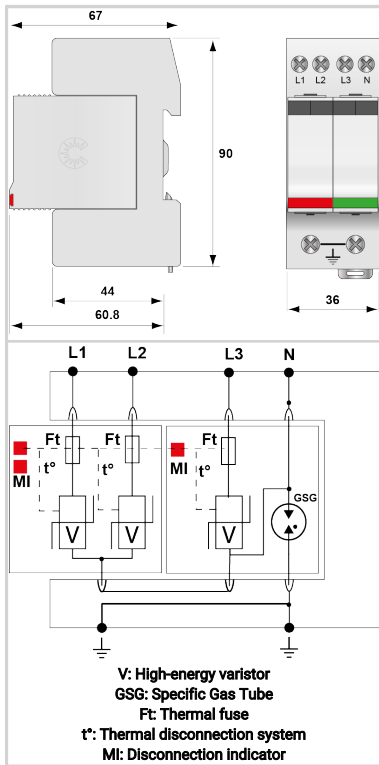 67
L1 L2 L3 N
90
44
60.8
36
L1 L2 L3 N
Ft Ft Ft
MI
t° t° t°
MI
GSG
V V V
V: High-energy varistor
GSG: Specific Gas Tube
Ft: Thermal fuse
t°: Thermal disconnection system
MI: Disconnection indicator